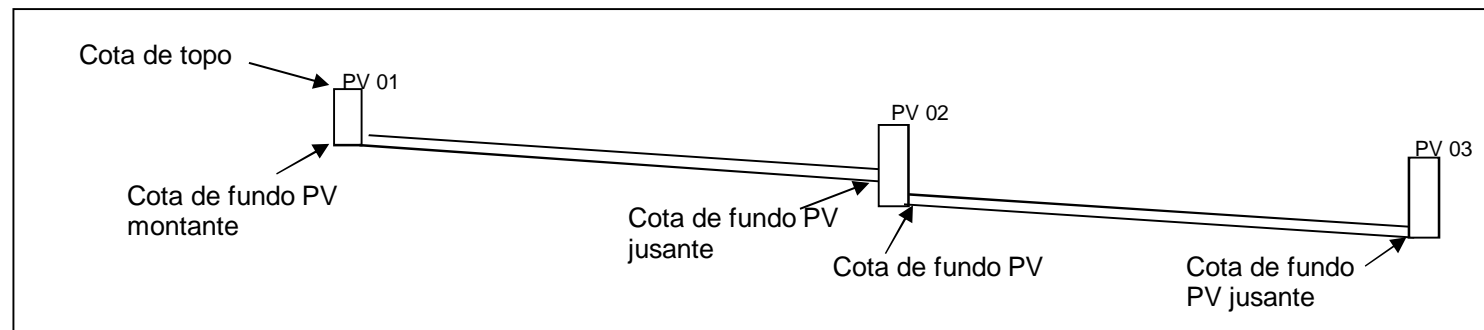 Cota de topo
PV 01
PV 02
PV 03
Cota de fundo PV
montante
Cota de fundo PV
jusante
Cota de fundo PV
Cota de fundo
PV jusante